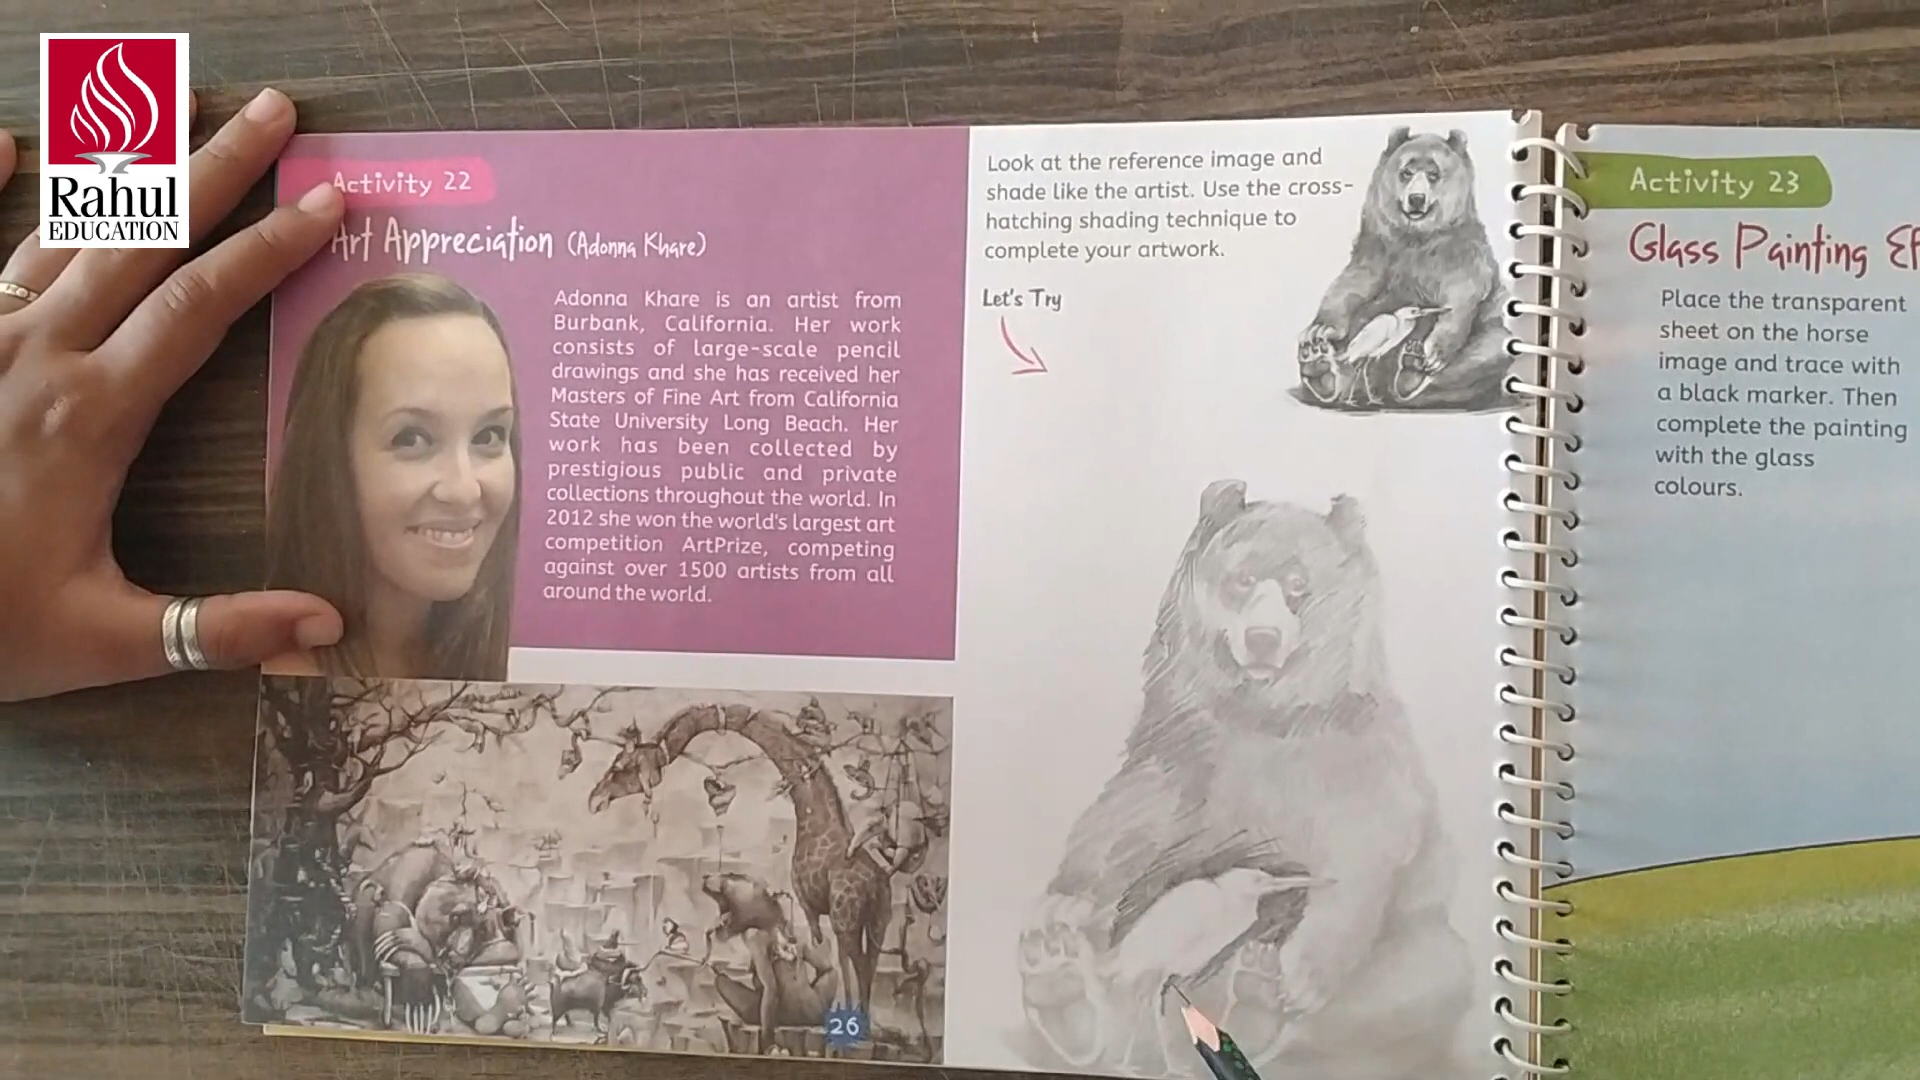 Rahul
EDUCATION
Activity 22
Art Appreciation (Adonna Khare)
Adonna Khare is an artist from
Burbank, California. Her work
consists of large-scale pencil
drawings and she has received her
Masters of Fine Art from California
State University Long Beach. Her
work has been collected by
prestigious public and private
collections throughout the world. In
2012 she won the world's largest art
competition ArtPrize, competing
against over 1500 artists from all
around the world.
26
Look at the reference image and
shade like the artist. Use the cross-
hatching shading technique to
complete your artwork.
Let's Try
Activity 23
Glass Painting
Place the transparent
sheet on the horse
image and trace with
a black marker. Then
complete the painting
with the glass
colours.